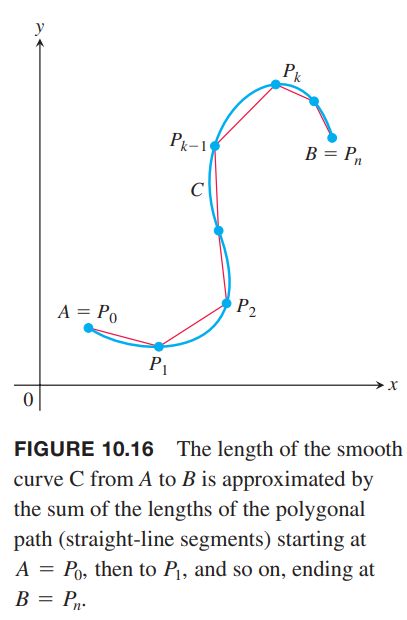 y
P_k
P_{k−1}
B = P_n
C
A = P_0
P_2
P_1
x
0
FIGURE 10.16 The length of the smooth
curve C from A to B is approximated by
the sum of the lengths of the polygonal
path (straight-line segments) starting at
A = P_0, then to P_1, and so on, ending at
B = P_n.